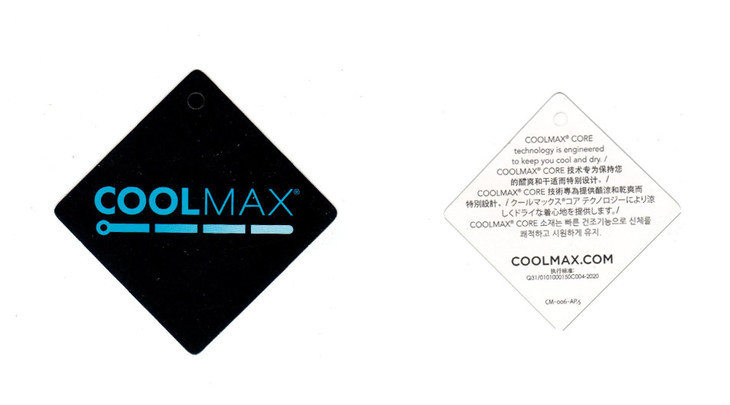 COOLMAX®
COOLMAX® CORE
technology is engineered
to keep you cool and dry. /
COOLMAX® CORE 技术专为保持您
的酷爽和干适而特别设计。/
COOLMAX® CORE 技術專為提供酷涼和乾爽而
特別設計。/ クールマックス®コア テクノロジーにより涼
しくドライな着心地を提供します。/
COOLMAX® CORE 소재는 빠른 건조기능으로 신체를
쾌적하고 시원하게 유지.
COOLMAX.COM
执行标准:
Q31/0101000150C004-2020
CM-006-AP.5